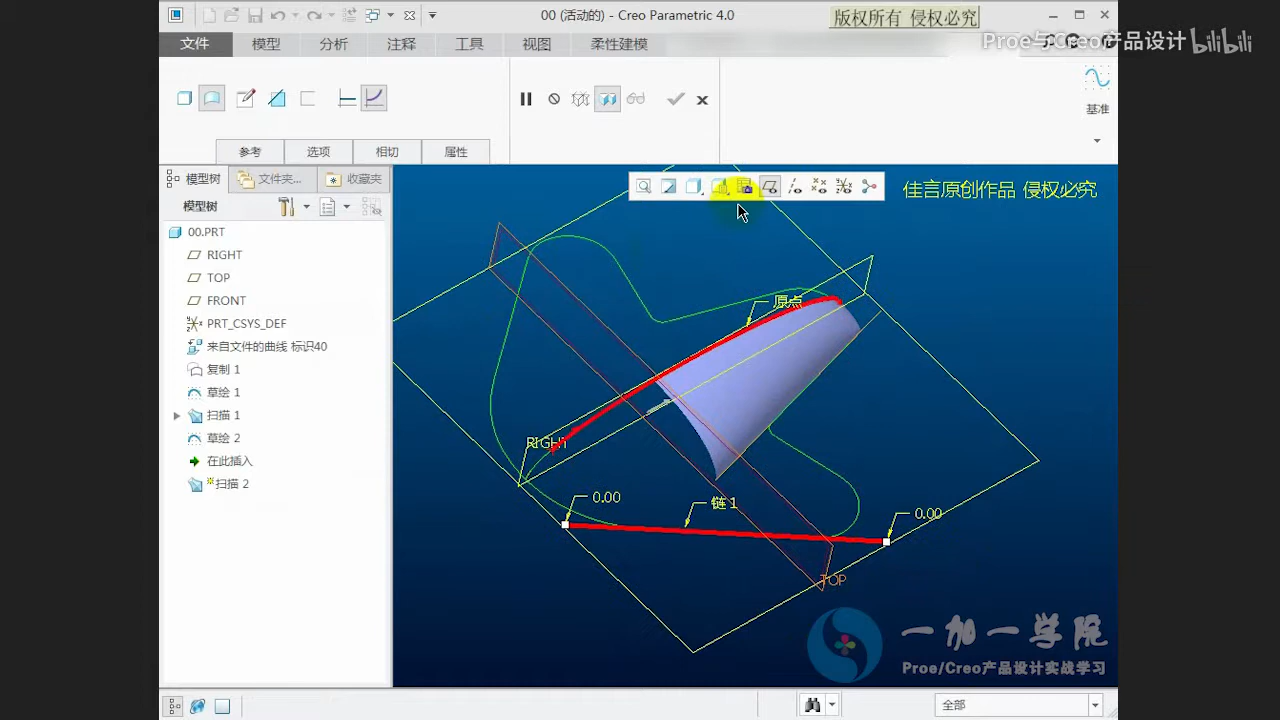 00 (活动的) - Creo Parametric 4.0
版权所有 侵权必究
Proe与Creo产品设计 bilibili
文件 模型 分析 注释 工具 视图 柔性建模
基准
参考 选项 相切 属性
模型树 文件夹... 收藏夹
佳言原创作品 侵权必究
模型树
00.PRT
RIGHT
TOP
FRONT
PRT_CSYS_DEF
来自文件的曲线 标识40
复制 1
草绘 1
扫描 1
草绘 2
在此插入
扫描 2
原点
RIGHT
0.00
链 1
0.00
TOP
一加一学院
Proe/Creo产品设计实战学习
全部